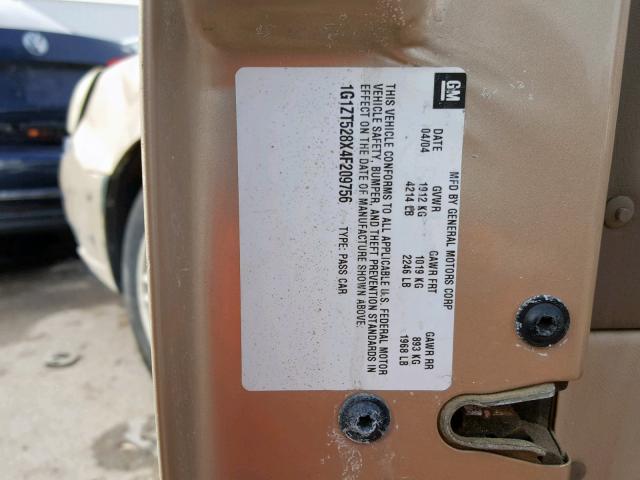 GM
MFD BY GENERAL MOTORS CORP
DATE GVWR GAWR FRT GAWR RR
04/04 1912 KG 1019 KG 893 KG
4214 LB 2246 LB 1968 LB
THIS VEHICLE CONFORMS TO ALL APPLICABLE U.S. FEDERAL MOTOR
VEHICLE SAFETY, BUMPER, AND THEFT PREVENTION STANDARDS IN
EFFECT ON THE DATE OF MANUFACTURE SHOWN ABOVE.
1G1ZT528X4F209756 TYPE: PASS CAR